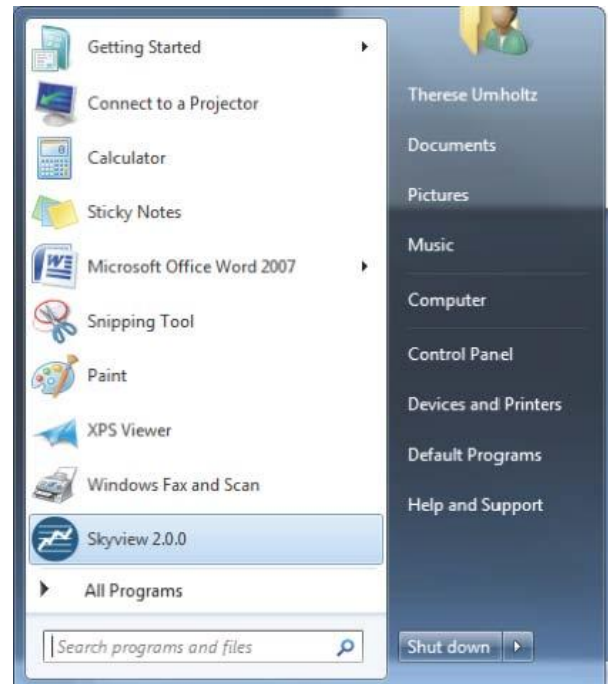 Getting Started
Connect to a Projector
Calculator
Sticky Notes
Microsoft Office Word 2007
Snipping Tool
Paint
XPS Viewer
Windows Fax and Scan
Skyview 2.0.0
All Programs
Search programs and files
Therese Umholtz
Documents
Pictures
Music
Computer
Control Panel
Devices and Printers
Default Programs
Help and Support
Shut down